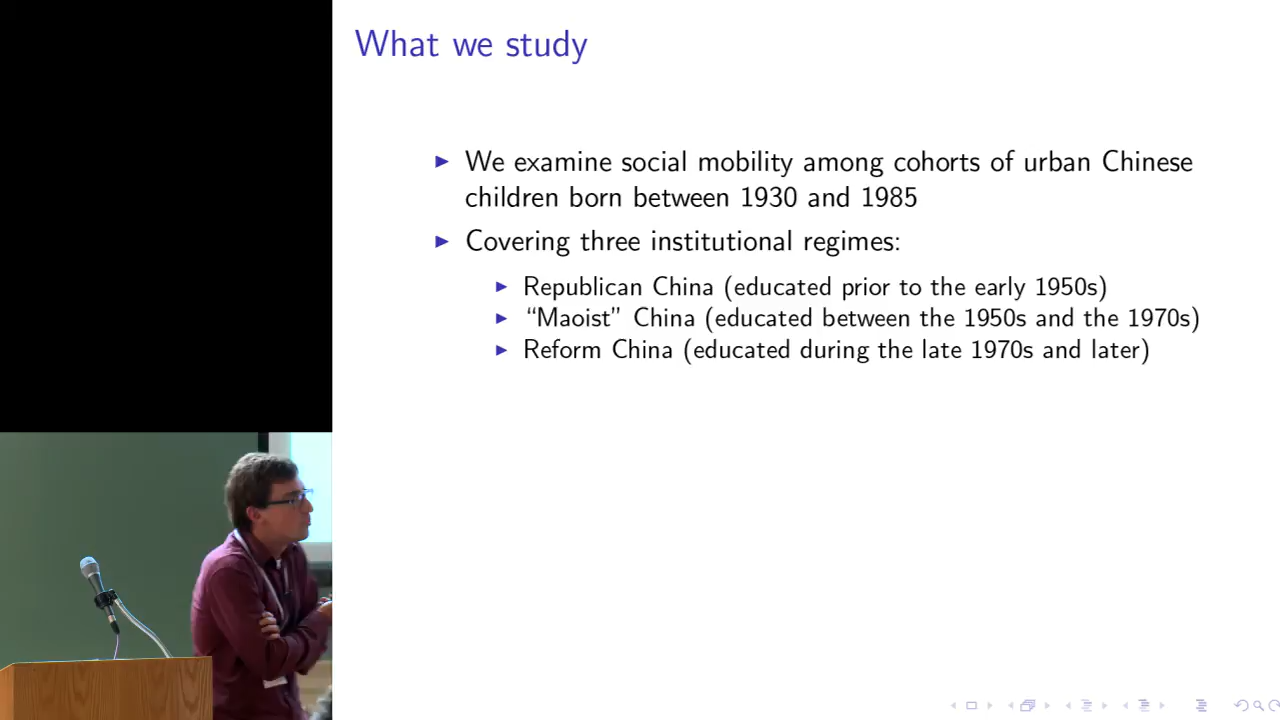 What we study
We examine social mobility among cohorts of urban Chinese
children born between 1930 and 1985
Covering three institutional regimes:
Republican China (educated prior to the early 1950s)
“Maoist” China (educated between the 1950s and the 1970s)
Reform China (educated during the late 1970s and later)